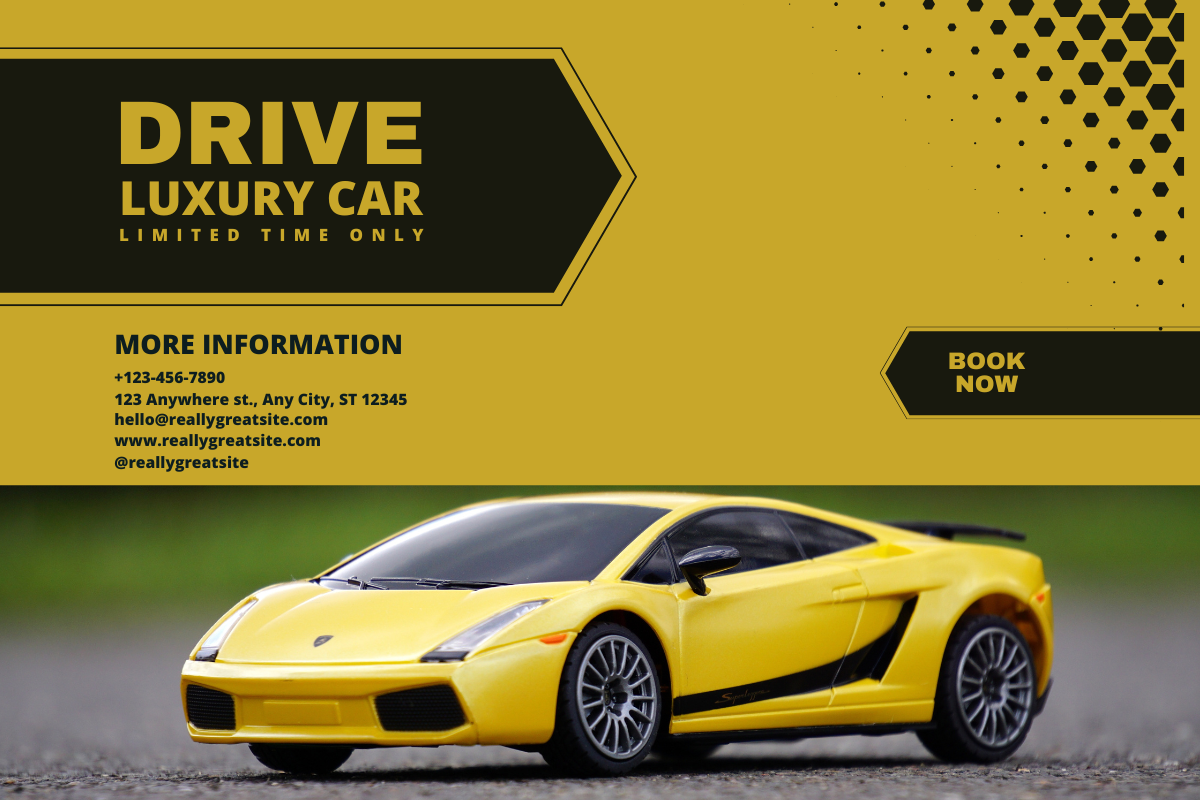 DRIVE
LUXURY CAR
LIMITED TIME ONLY
MORE INFORMATION
+123-456-7890
123 Anywhere st., Any City, ST 12345
hello@reallygreatsite.com
www.reallygreatsite.com
@reallygreatsite
BOOK
NOW